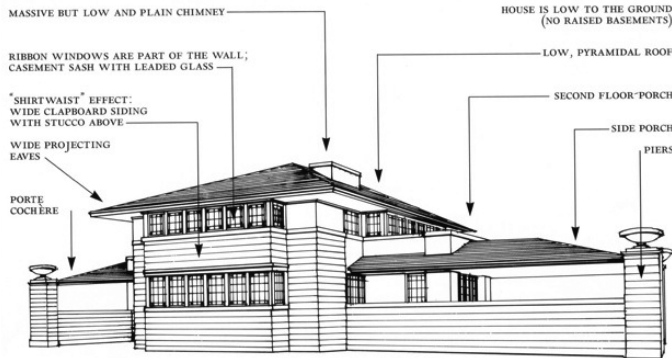 MASSIVE BUT LOW AND PLAIN CHIMNEY
RIBBON WINDOWS ARE PART OF THE WALL;
CASEMENT SASH WITH LEADED GLASS
"SHIRTWAIST" EFFECT:
WIDE CLAPBOARD SIDING
WITH STUCCO ABOVE
WIDE PROJECTING
EAVES
PORTE
COCHÈRE
HOUSE IS LOW TO THE GROUND
(NO RAISED BASEMENTS)
LOW, PYRAMIDAL ROOF
SECOND FLOOR PORCH
SIDE PORCH
PIERS